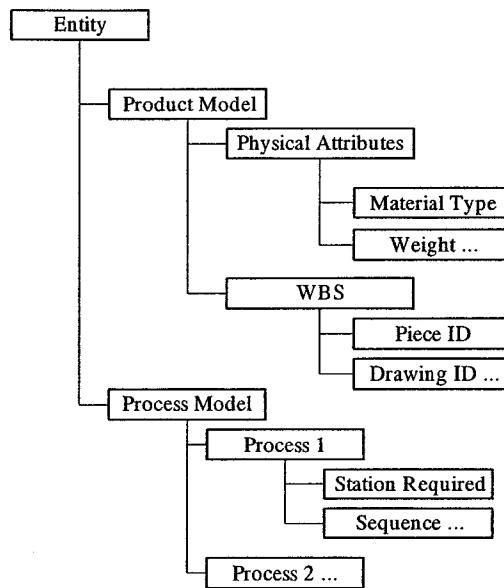 Entity
Product Model
Physical Attributes
Material Type
Weight ...
WBS
Piece ID
Drawing ID ...
Process Model
Process 1
Station Required
Sequence ...
Process 2 ...